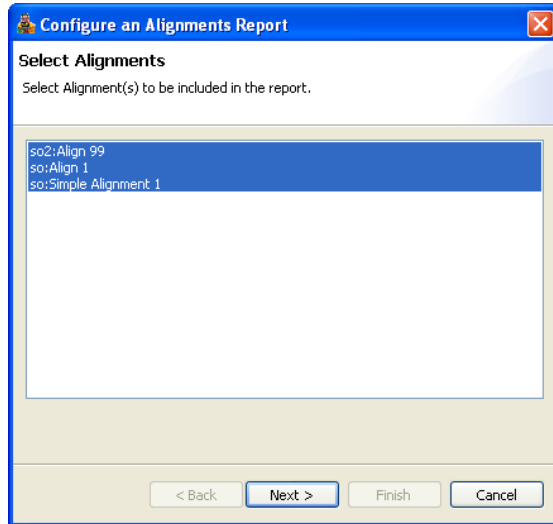 Configure an Alignments Report
Select Alignments
Select Alignment(s) to be included in the report.
so2:Align 99
so:Align 1
so:Simple Alignment 1
< Back
Next >
Finish
Cancel